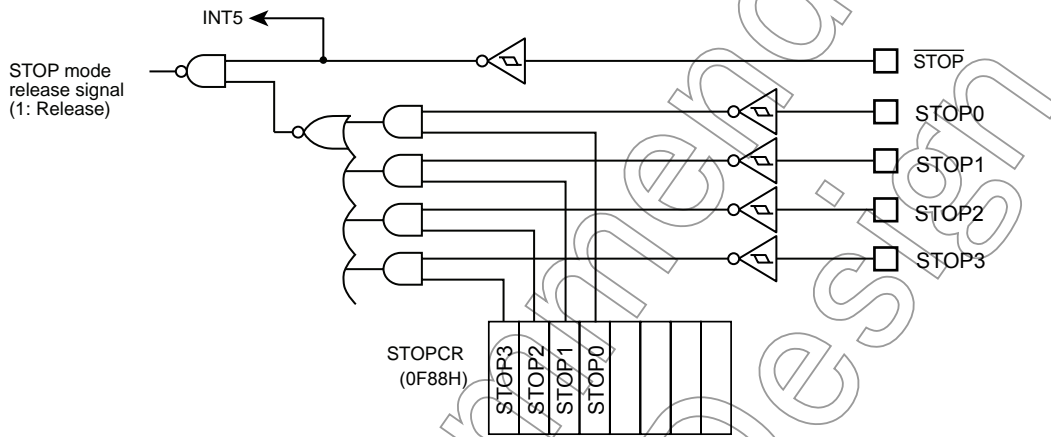 INT5
STOP mode
release signal
(1: Release)
STOP
STOP0
STOP1
STOP2
STOP3
STOPCR
(0F88H)
STOP3
STOP2
STOP1
STOP0